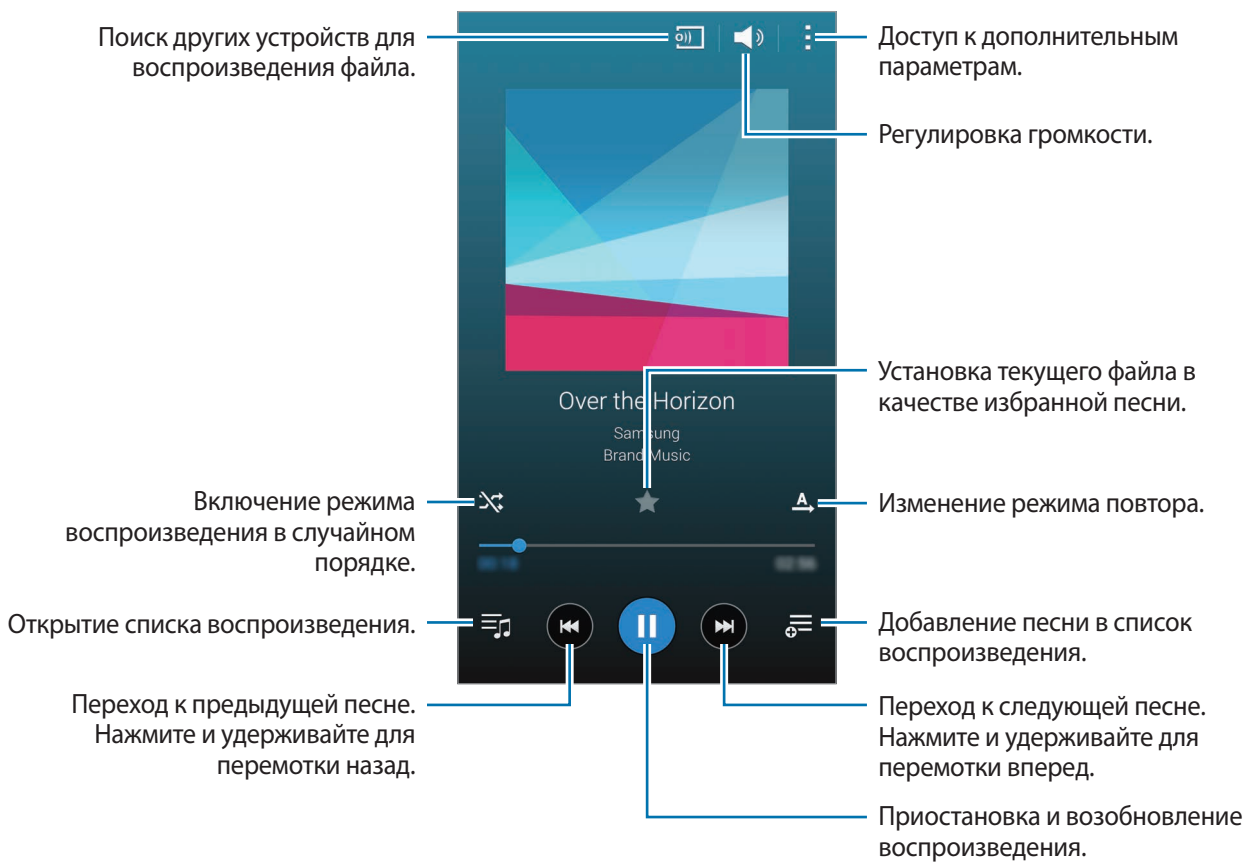 Поиск других устройств для
воспроизведения файла.
Доступ к дополнительным
параметрам.
Регулировка громкости.
Установка текущего файла в
качестве избранной песни.
Over the Horizon
Samsung
Brand Music
Включение режима
воспроизведения в случайном
порядке.
A
Изменение режима повтора.
Открытие списка воспроизведения.
Добавление песни в список
воспроизведения.
Переход к предыдущей песне.
Нажмите и удерживайте для
перемотки назад.
Переход к следующей песне.
Нажмите и удерживайте для
перемотки вперед.
Приостановка и возобновление
воспроизведения.